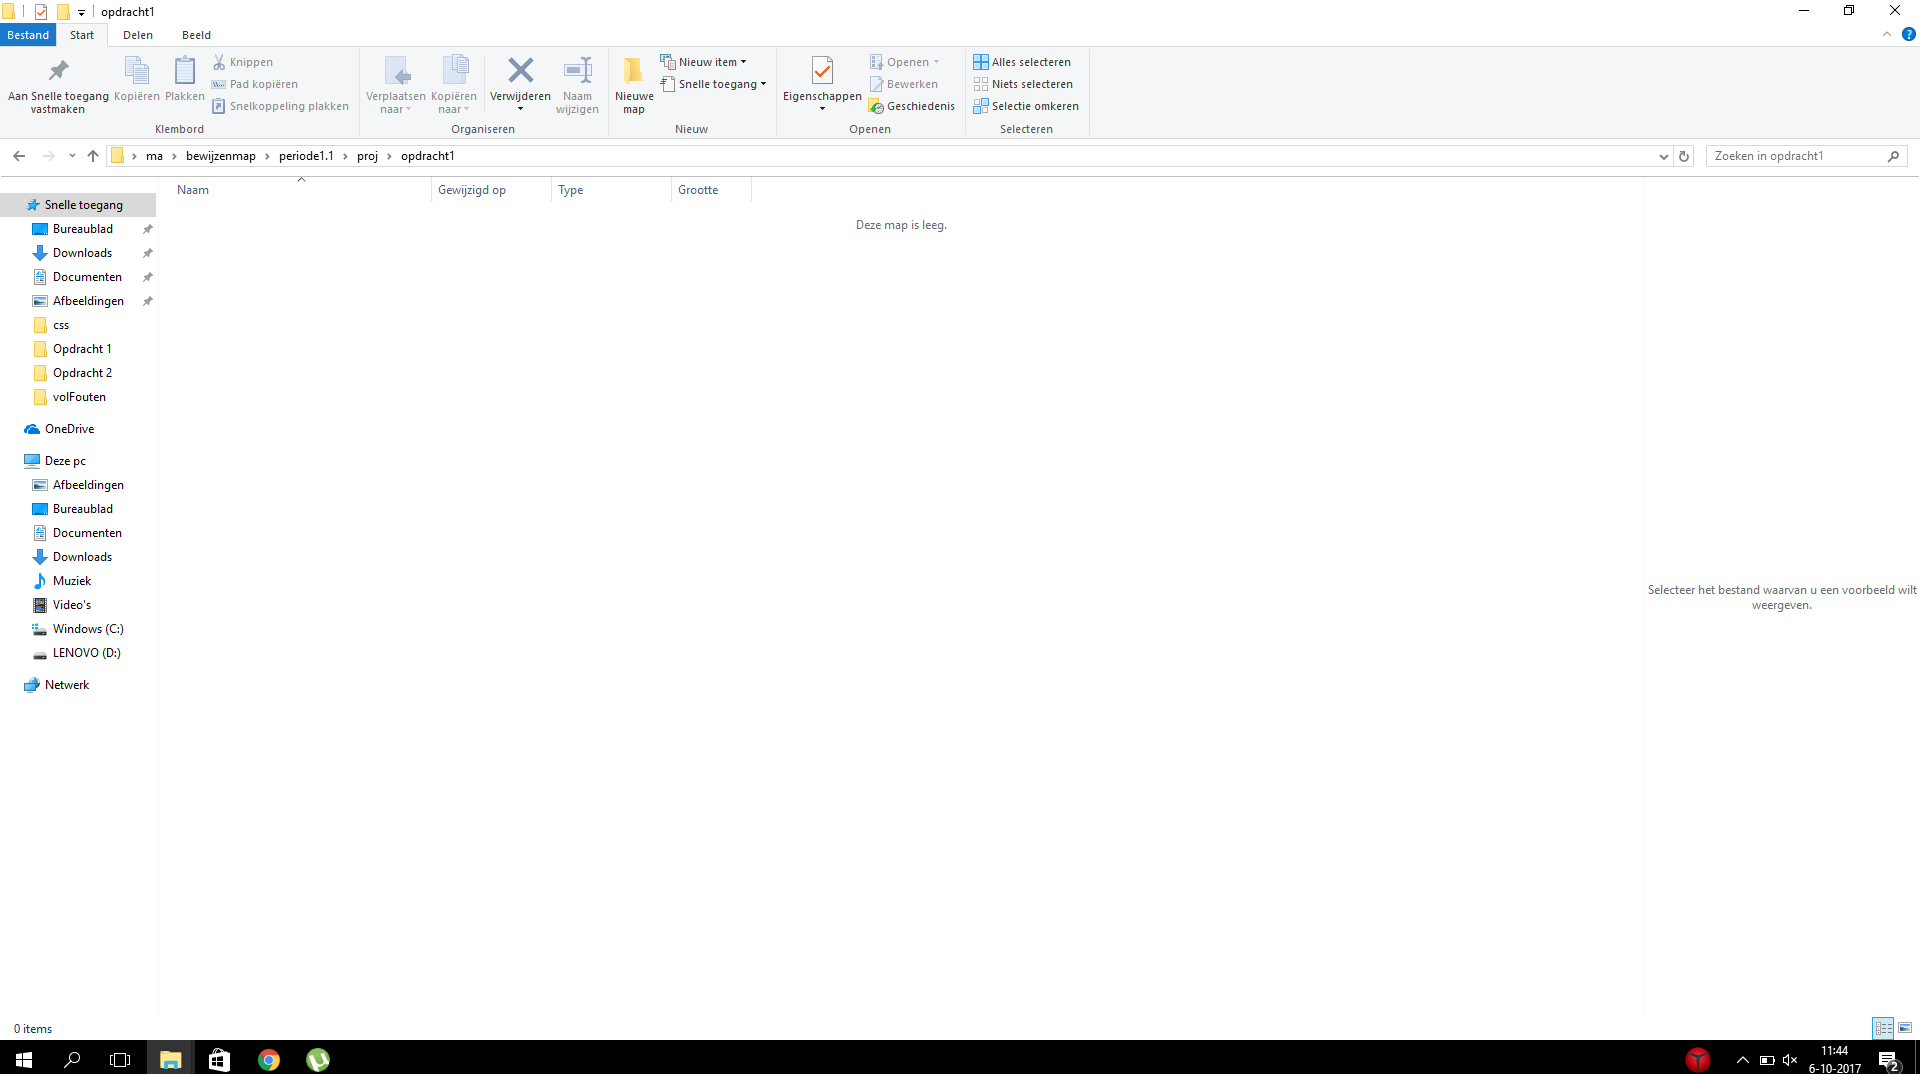 opdracht1
Bestand Start Delen Beeld
Aan Snelle toegang vastmaken
Kopiëren
Plakken
Knippen
Pad kopiëren
Snelkoppeling plakken
Klembord
Verplaatsen naar
Kopiëren naar
Verwijderen
Naam wijzigen
Organiseren
Nieuwe map
Nieuw item
Snelle toegang
Nieuw
Eigenschappen
Openen
Bewerken
Geschiedenis
Openen
Alles selecteren
Niets selecteren
Selectie omkeren
Selecteren
ma > bewijzenmap > periode1.1 > proj > opdracht1
Zoeken in opdracht1
Naam Gewijzigd op Type Grootte
Deze map is leeg.
Snelle toegang
Bureaublad
Downloads
Documenten
Afbeeldingen
css
Opdracht 1
Opdracht 2
volFouten
OneDrive
Deze pc
Afbeeldingen
Bureaublad
Documenten
Downloads
Muziek
Video's
Windows (C:)
LENOVO (D:)
Netwerk
Selecteer het bestand waarvan u een voorbeeld wilt
weergeven.
0 items
11:44
6-10-2017
2